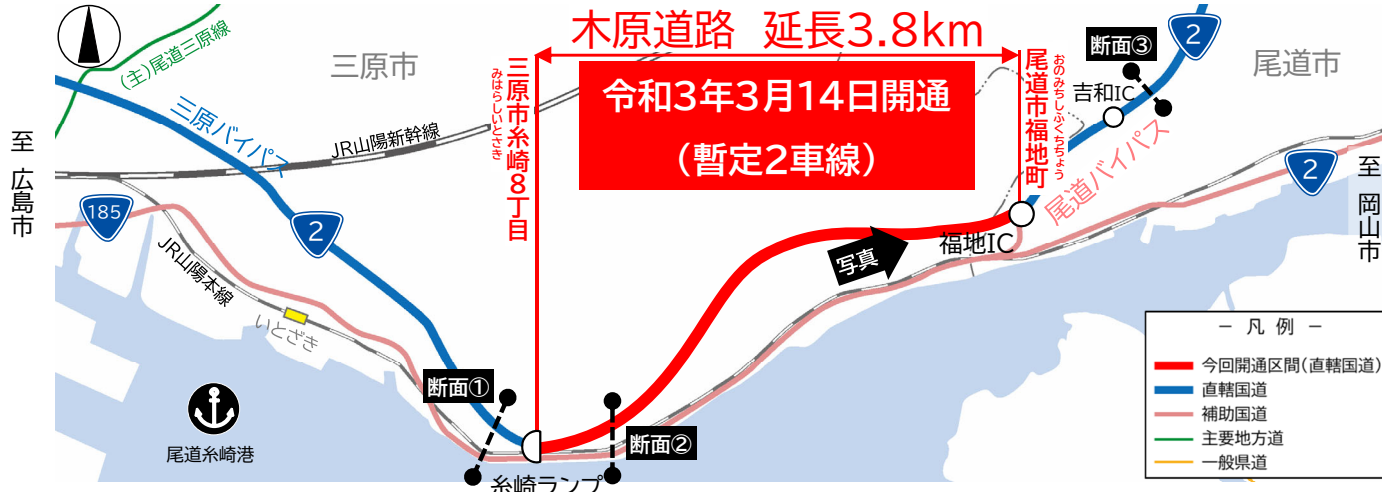 木原道路 延長3.8km
令和3年3月14日開通
(暫定2車線)
三原市糸崎8丁目
みはらしいとざき
尾道市福地町
おのみちしふくちちょう
(主)尾道三原線
三原市
尾道市
2
断面③
吉和IC
三原バイパス
JR山陽新幹線
至 広島市
185
2
JR山陽本線
いとざき
尾道バイパス
2
至 岡山市
福地IC
写真
断面①
断面②
糸崎ランプ
尾道糸崎港
- 凡 例 -
今回開通区間(直轄国道)
直轄国道
補助国道
主要地方道
一般県道